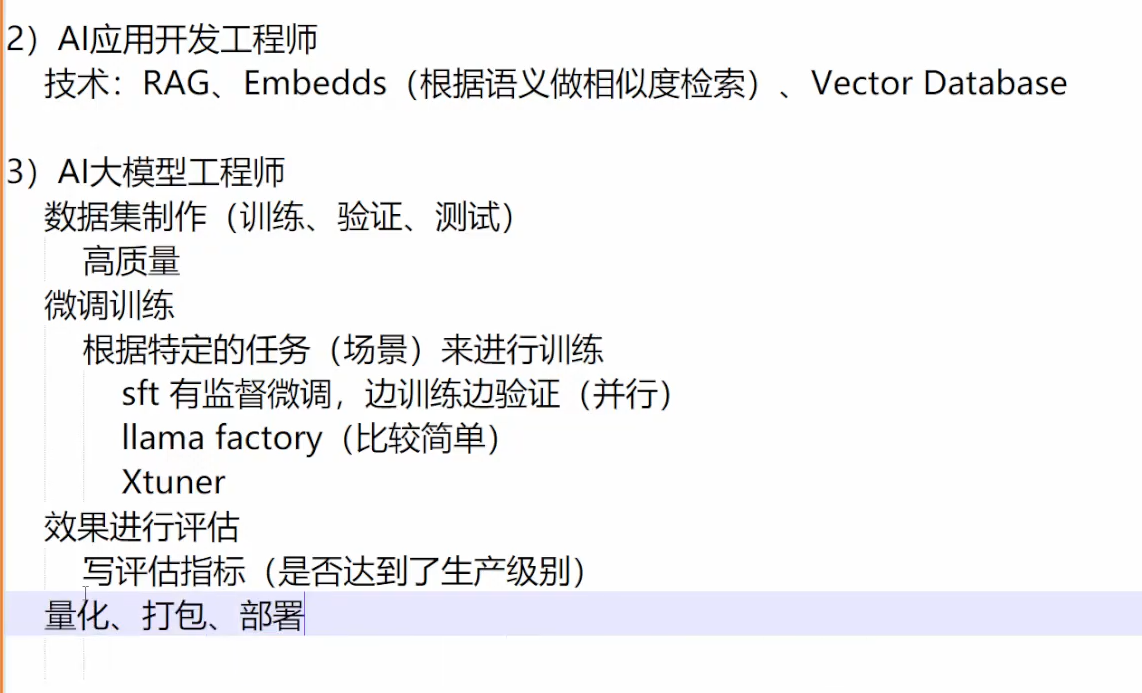 2）AI应用开发工程师
技术：RAG、Embedds（根据语义做相似度检索）、Vector Database
3）AI大模型工程师
数据集制作（训练、验证、测试）
高质量
微调训练
根据特定的任务（场景）来进行训练
sft 有监督微调，边训练边验证（并行）
llama factory（比较简单）
Xtuner
效果进行评估
写评估指标（是否达到了生产级别）
量化、打包、部署